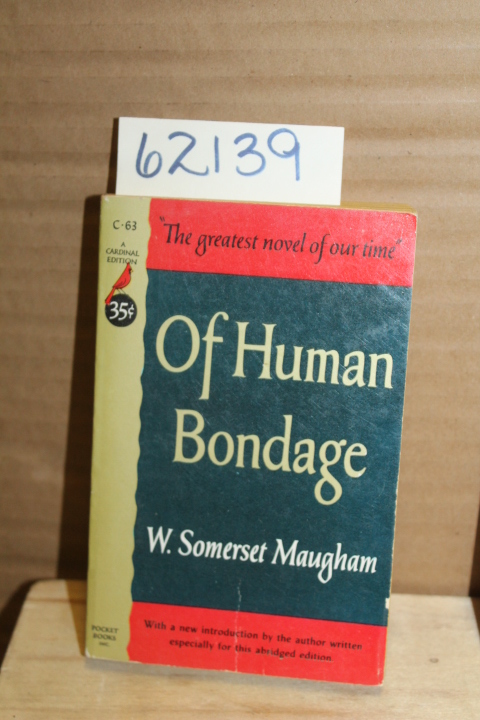 62139
C-63
A
CARDINAL
EDITION
35¢
"The greatest novel of our time"
Of Human
Bondage
W. Somerset Maugham
With a new introduction by the author written
especially for this abridged edition.
POCKET
BOOKS
INC.